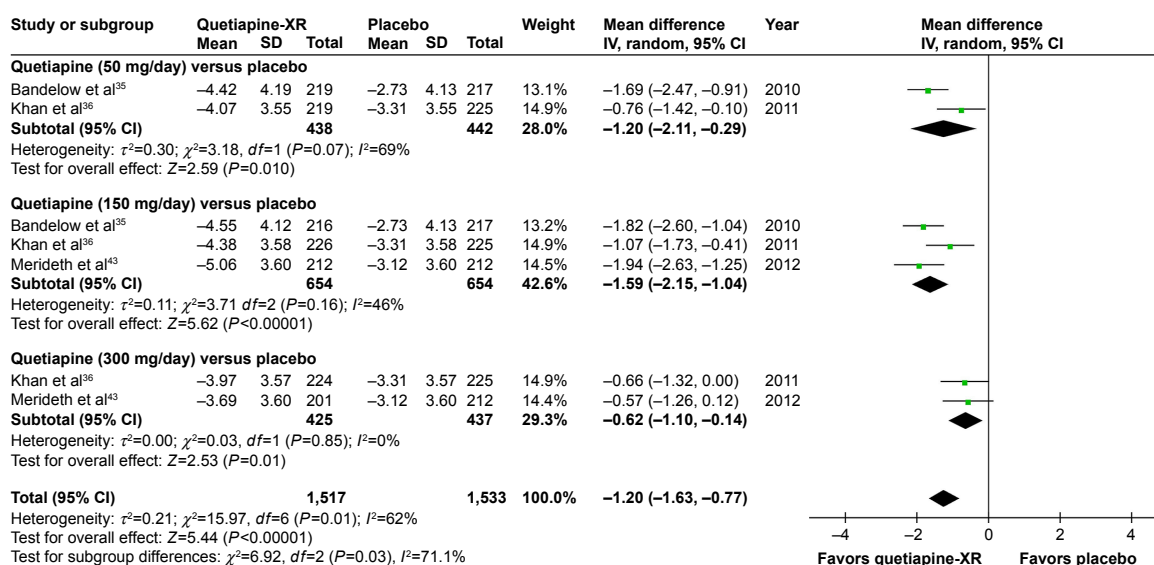 Study or subgroup Quetiapine-XR Placebo Weight Mean difference Year Mean difference
Mean SD Total Mean SD Total IV, random, 95% CI IV, random, 95% CI
Quetiapine (50 mg/day) versus placebo
Bandelow et al³⁵ –4.42 4.19 219 –2.73 4.13 217 13.1% –1.69 (–2.47, –0.91) 2010
Khan et al³⁶ –4.07 3.55 219 –3.31 3.55 225 14.9% –0.76 (–1.42, –0.10) 2011
Subtotal (95% CI) 438 442 28.0% –1.20 (–2.11, –0.29)
Heterogeneity: τ²=0.30; χ²=3.18, df=1 (P=0.07); I²=69%
Test for overall effect: Z=2.59 (P=0.010)
Quetiapine (150 mg/day) versus placebo
Bandelow et al³⁵ –4.55 4.12 216 –2.73 4.13 217 13.2% –1.82 (–2.60, –1.04) 2010
Khan et al³⁶ –4.38 3.58 226 –3.31 3.58 225 14.9% –1.07 (–1.73, –0.41) 2011
Merideth et al⁴³ –5.06 3.60 212 –3.12 3.60 212 14.5% –1.94 (–2.63, –1.25) 2012
Subtotal (95% CI) 654 654 42.6% –1.59 (–2.15, –1.04)
Heterogeneity: τ²=0.11; χ²=3.71 df=2 (P=0.16); I²=46%
Test for overall effect: Z=5.62 (P<0.00001)
Quetiapine (300 mg/day) versus placebo
Khan et al³⁶ –3.97 3.57 224 –3.31 3.57 225 14.9% –0.66 (–1.32, 0.00) 2011
Merideth et al⁴³ –3.69 3.60 201 –3.12 3.60 212 14.4% –0.57 (–1.26, 0.12) 2012
Subtotal (95% CI) 425 437 29.3% –0.62 (–1.10, –0.14)
Heterogeneity: τ²=0.00; χ²=0.03, df=1 (P=0.85); I²=0%
Test for overall effect: Z=2.53 (P=0.01)
Total (95% CI) 1,517 1,533 100.0% –1.20 (–1.63, –0.77)
Heterogeneity: τ²=0.21; χ²=15.97, df=6 (P=0.01); I²=62%
Test for overall effect: Z=5.44 (P<0.00001)
Test for subgroup differences: χ²=6.92, df=2 (P=0.03), I²=71.1%
–4 –2 0 2 4
Favors quetiapine-XR Favors placebo